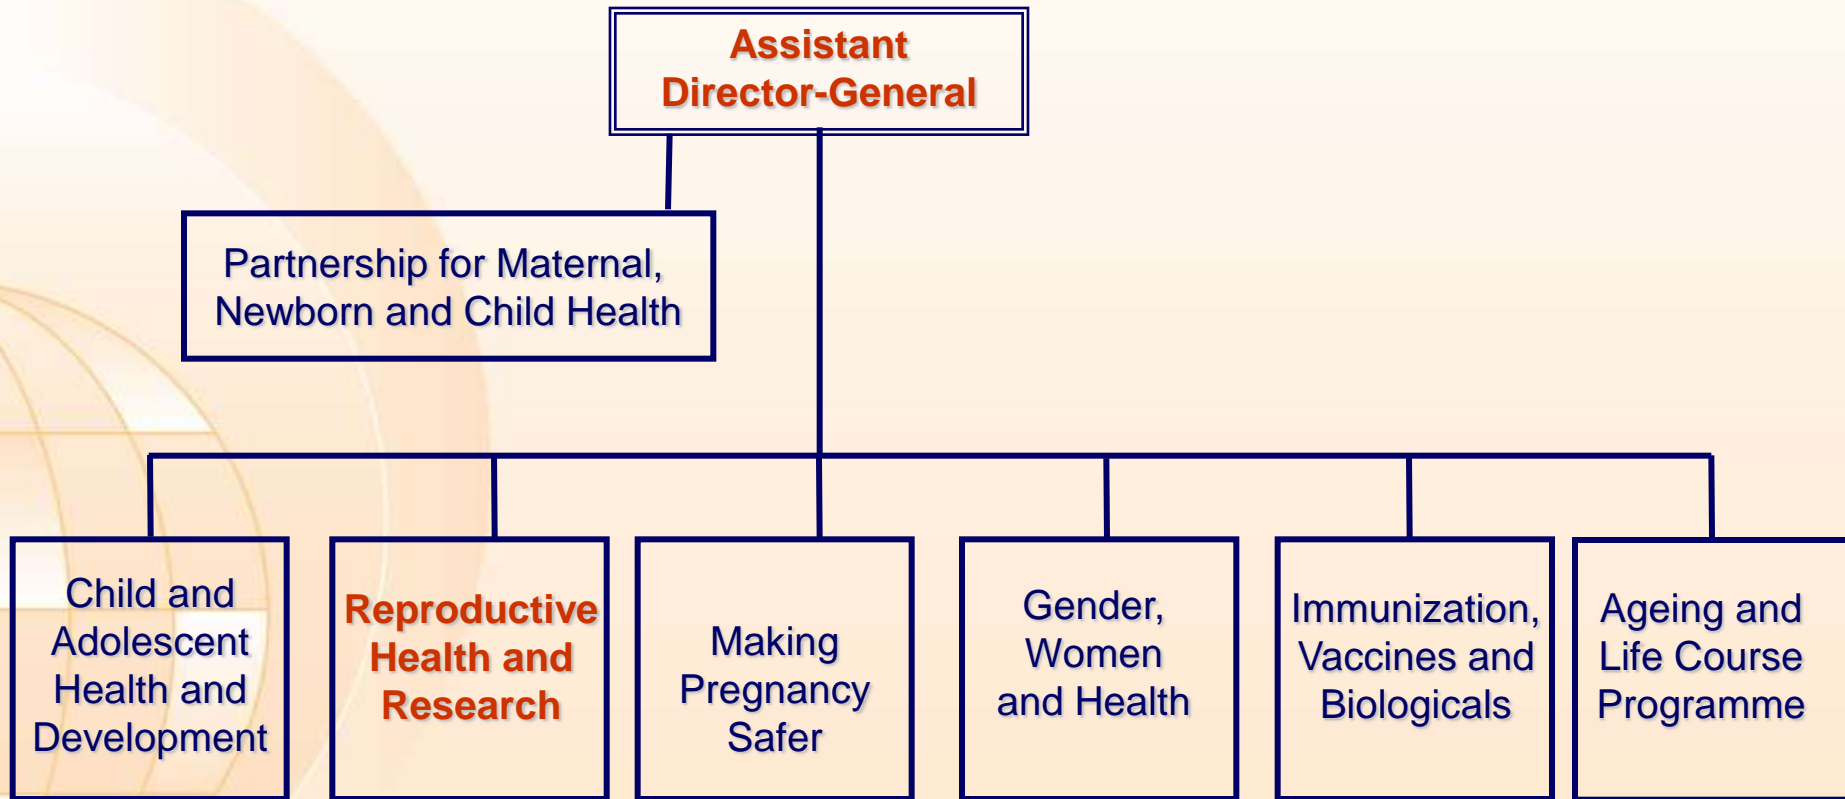 Assistant
Director-General
Partnership for Maternal,
Newborn and Child Health
Child and
Adolescent
Health and
Development
Reproductive
Health and
Research
Making
Pregnancy
Safer
Gender,
Women
and Health
Immunization,
Vaccines and
Biologicals
Ageing and
Life Course
Programme